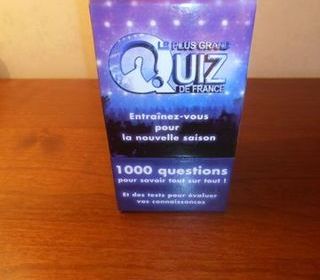 LE PLUS GRAND
QUIZ
DE FRANCE
Entraînez-vous
pour
la nouvelle saison
1000 questions
pour savoir tout sur tout !
Et des tests pour évaluer
vos connaissances